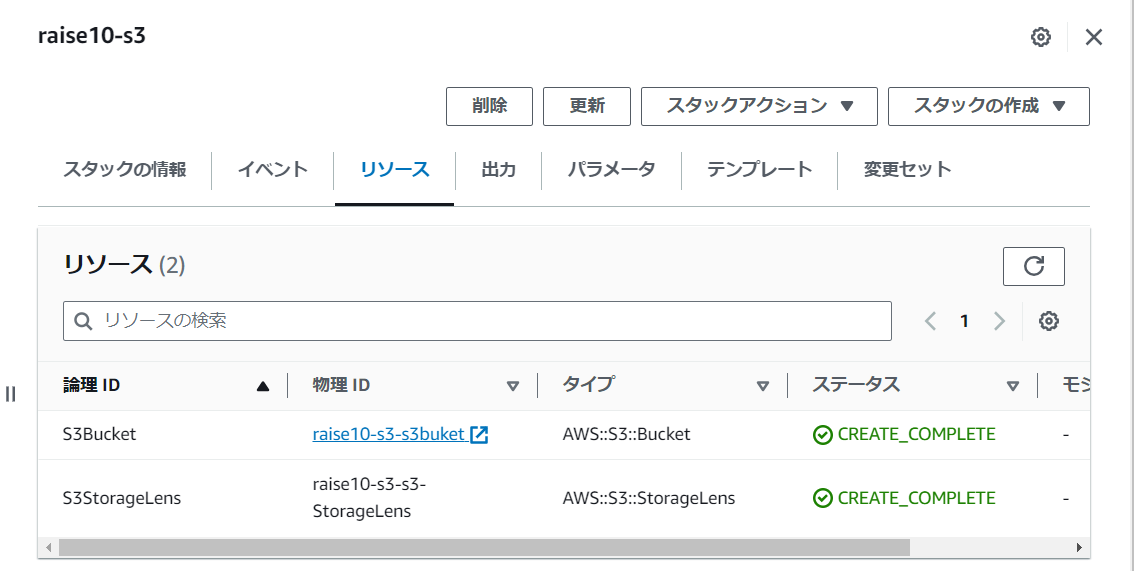 raise10-s3
削除 更新 スタックアクション スタックの作成
スタックの情報 イベント リソース 出力 パラメータ テンプレート 変更セット
リソース (2)
リソースの検索 1
論理 ID 物理 ID タイプ ステータス モジ
S3Bucket raise10-s3-s3buket AWS::S3::Bucket CREATE_COMPLETE -
S3StorageLens raise10-s3-s3-
StorageLens AWS::S3::StorageLens CREATE_COMPLETE -